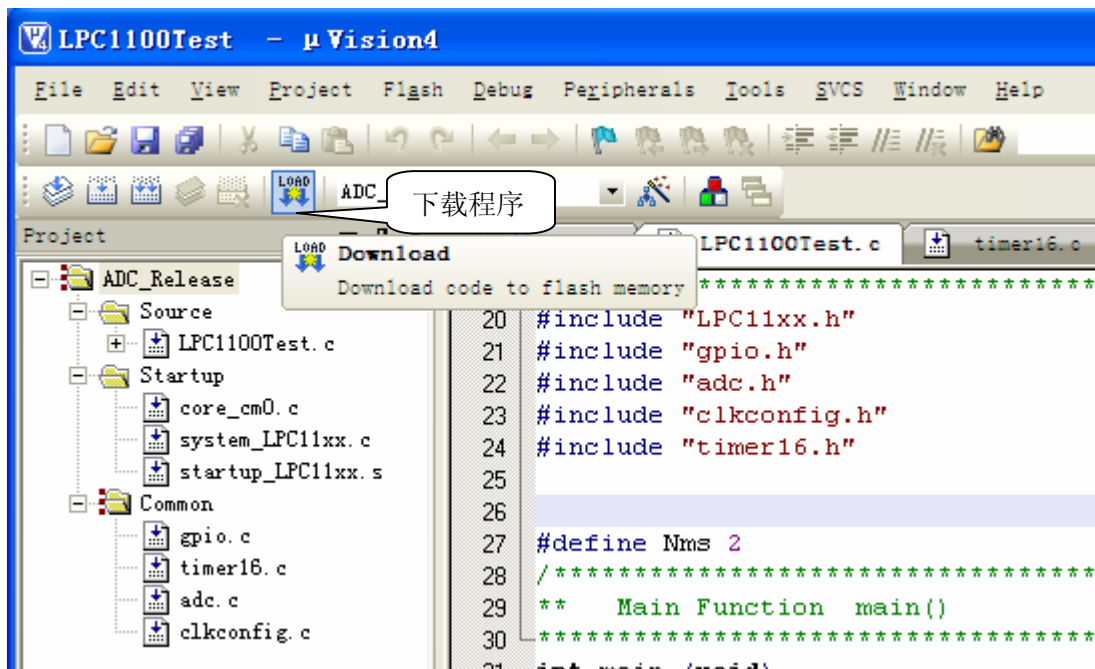 LPC1100Test - μVision4
File Edit View Project Flash Debug Peripherals Tools SVCS Window Help
LOAD ADC_
下载程序
Project
LPC1100Test.c timer16.c
LOAD Download
Download code to flash memory
ADC_Release
Source
LPC1100Test.c
Startup
core_cm0.c
system_LPC11xx.c
startup_LPC11xx.s
Common
gpio.c
timer16.c
adc.c
clkconfig.c
***************************
20 #include "LPC11xx.h"
21 #include "gpio.h"
22 #include "adc.h"
23 #include "clkconfig.h"
24 #include "timer16.h"
25
26
27 #define Nms 2
28 /**********************************
29 ** Main Function main()
30 ***********************************